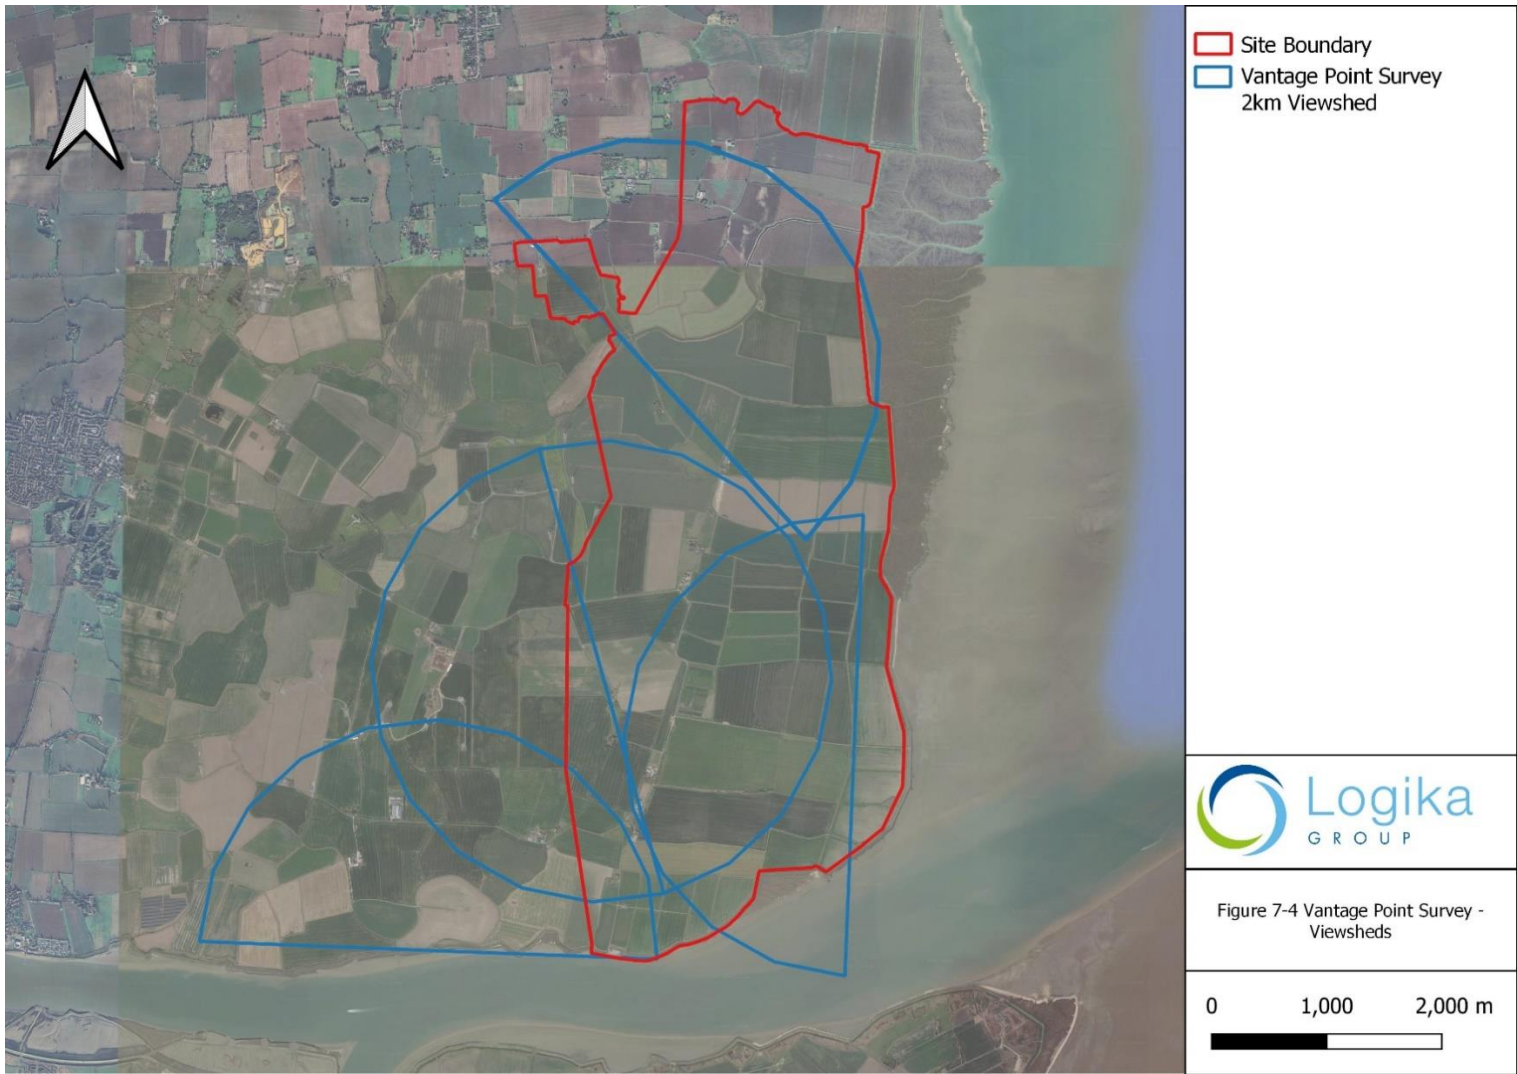 Site Boundary
Vantage Point Survey
2km Viewshed
Logika
GROUP
Figure 7-4 Vantage Point Survey -
Viewsheds
0 1,000 2,000 m